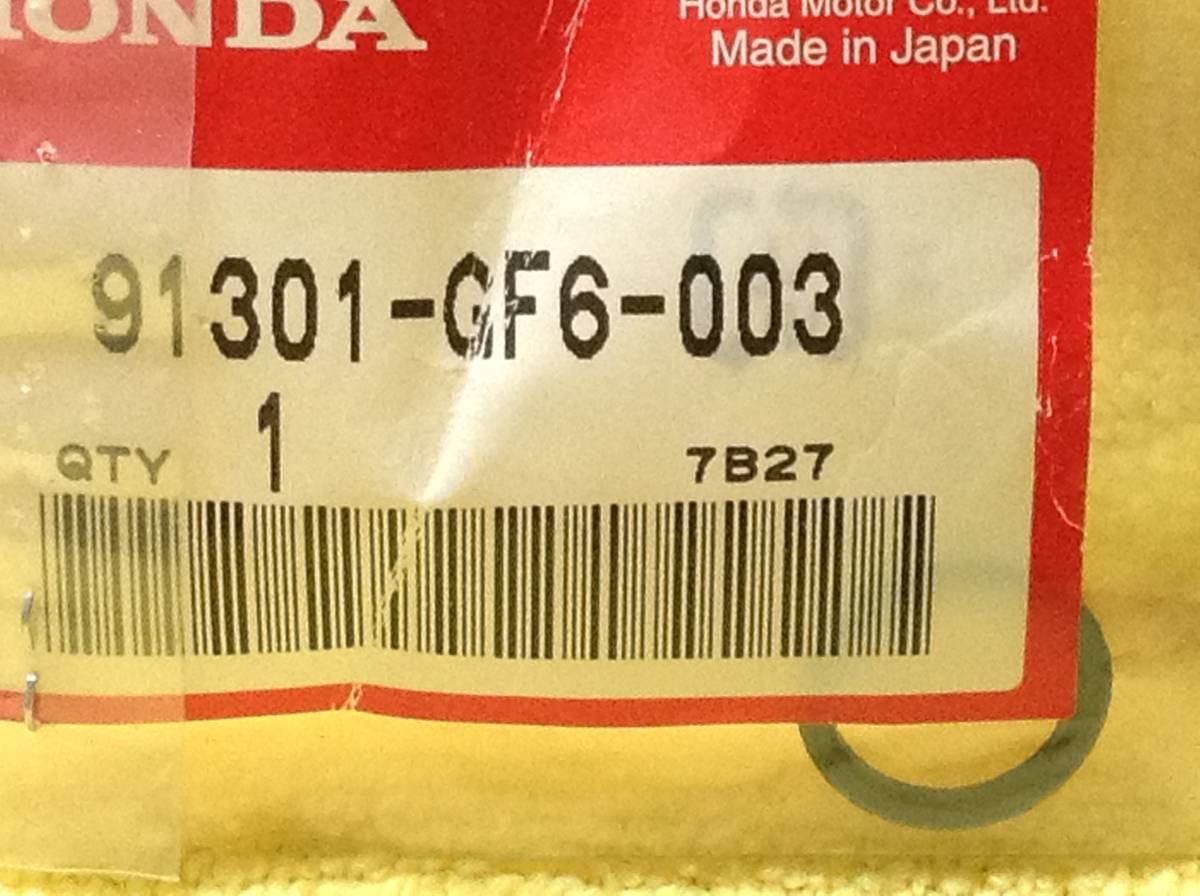 HONDA
Honda Motor Co., Ltd.
Made in Japan
91301-GF6-003
1
QTY 7B27